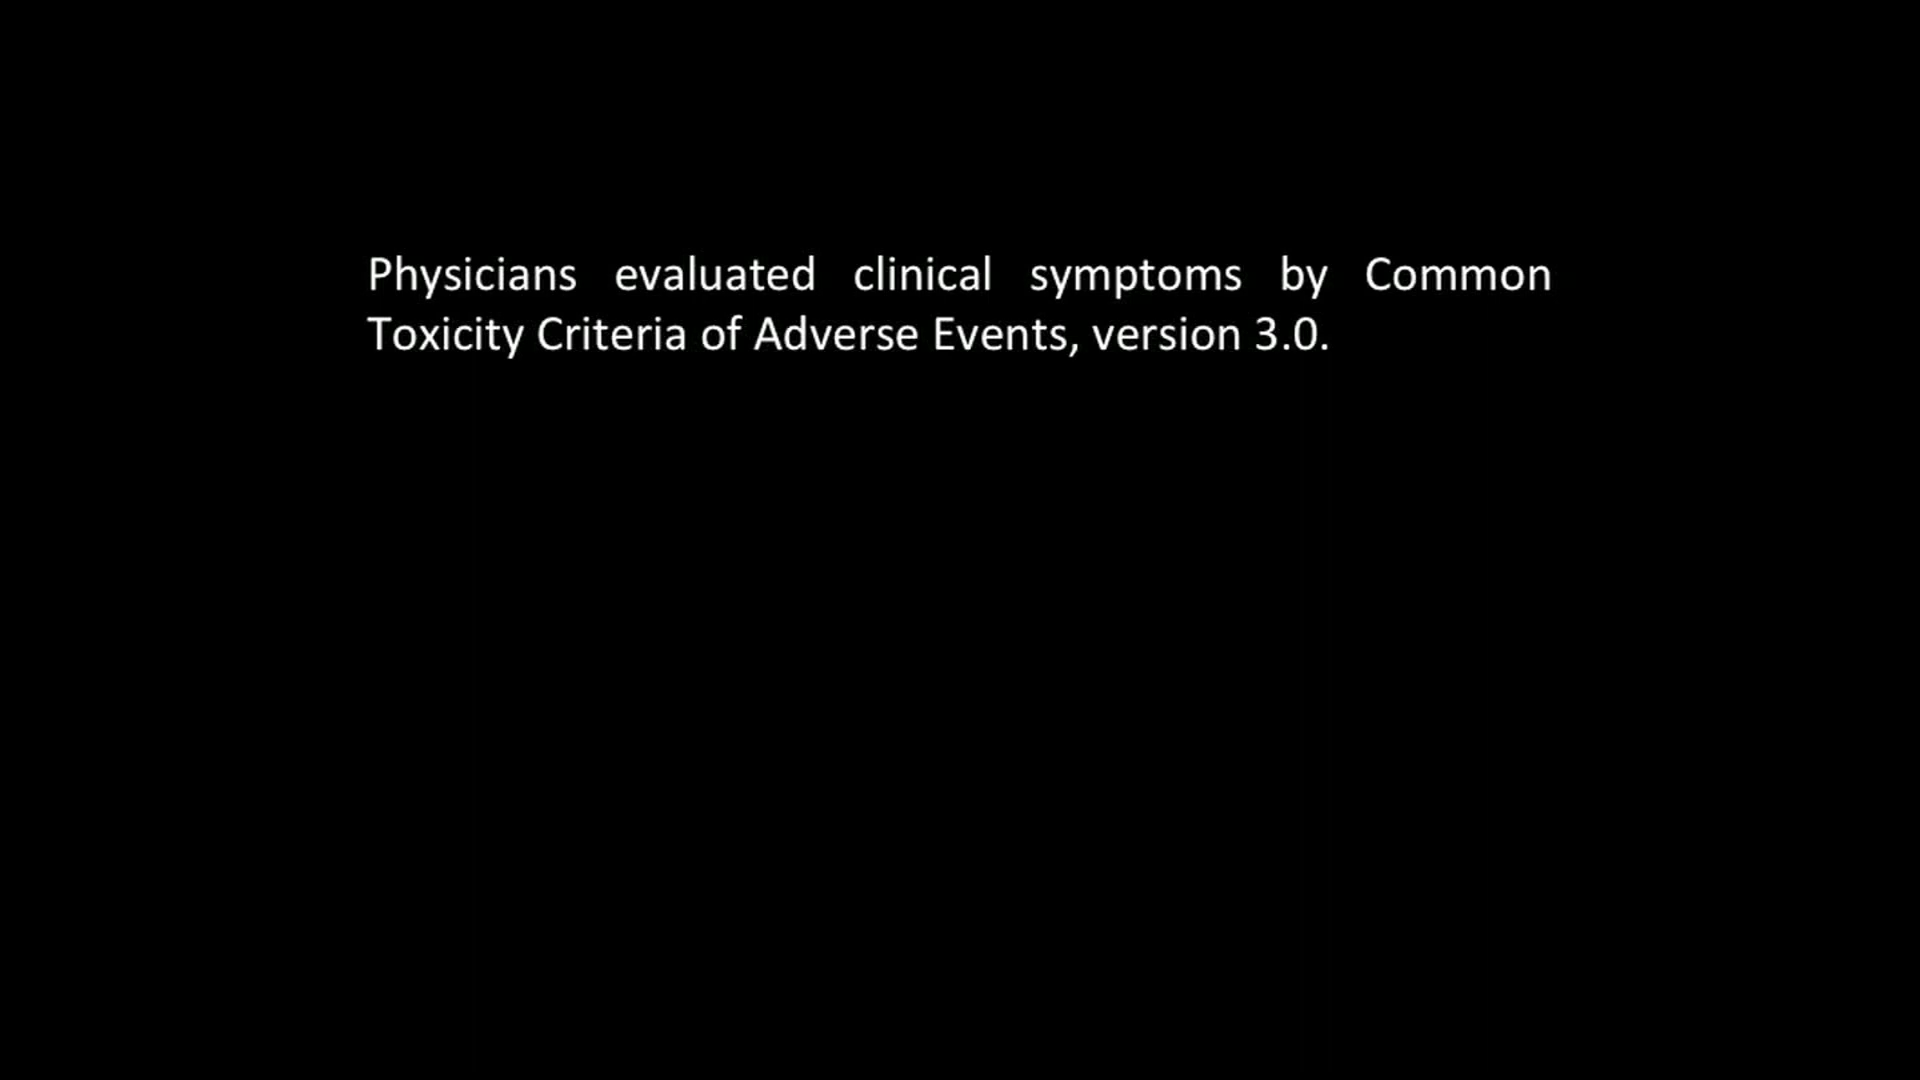 Physicians evaluated clinical symptoms by Common
Toxicity Criteria of Adverse Events, version 3.0.